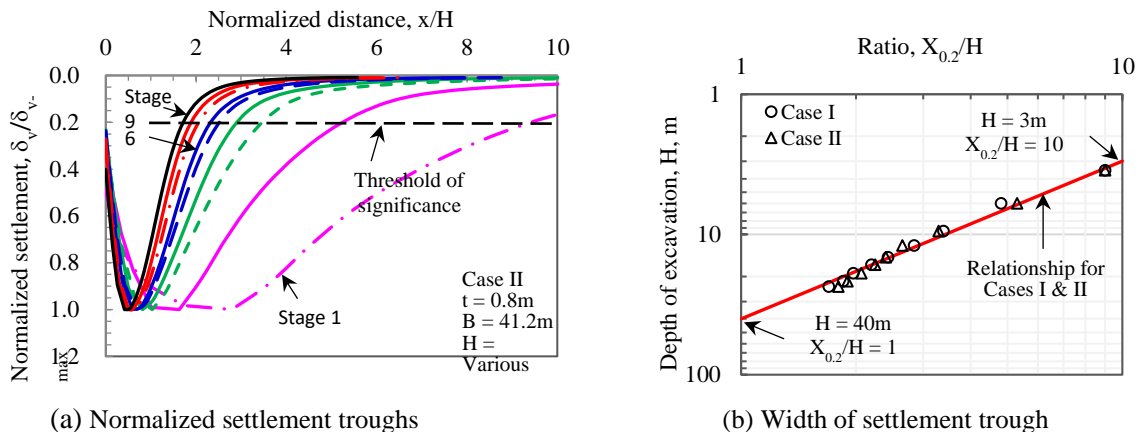 Normalized distance, x/H
0 2 4 6 8 10
0.0
0.2
0.4
0.6
0.8
1.0
1.2
Normalized settlement, δv/δv-
max
Stage
9
6
Threshold of
significance
Stage 1
Case II
t = 0.8m
B = 41.2m
H =
Various
(a) Normalized settlement troughs
Ratio, X0.2/H
1 10
1
10
100
Depth of excavation, H, m
Case I
Case II
H = 3m
X0.2/H = 10
Relationship for
Cases I & II
H = 40m
X0.2/H = 1
(b) Width of settlement trough